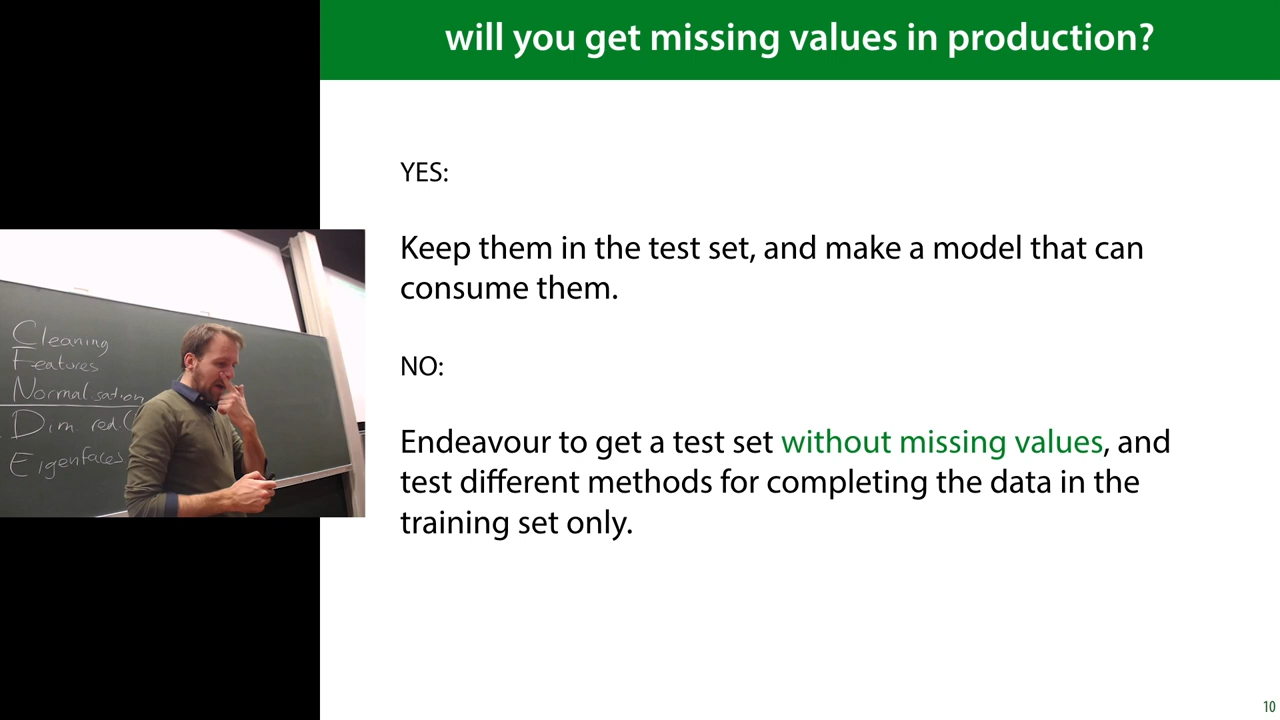 will you get missing values in production?
YES:
Keep them in the test set, and make a model that can
consume them.
NO:
Endeavour to get a test set without missing values, and
test different methods for completing the data in the
training set only.
Cleaning
Features
Normalisation
Dim. red.
Eigenfaces
10